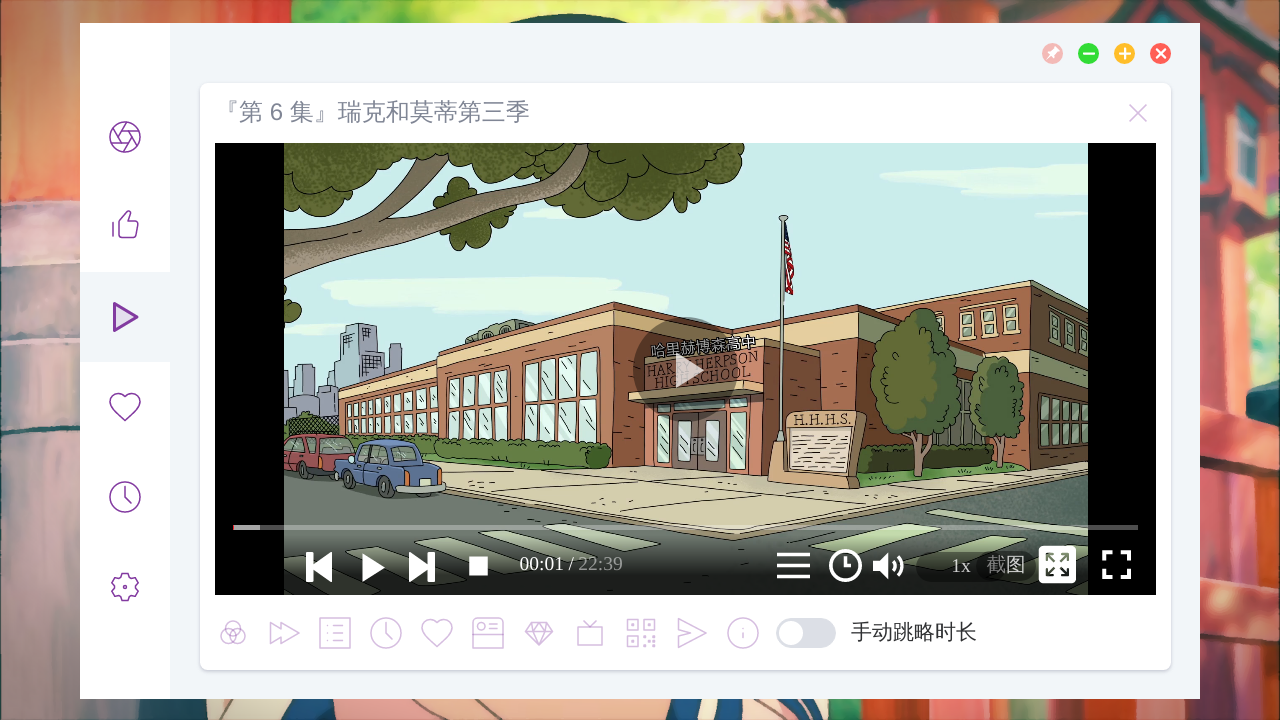 『第 6 集』瑞克和莫蒂第三季
哈里赫博森高中
HARRY HERPSON
HIGH SCHOOL
H.H.H.S.
00:01 / 22:39
1x
截图
手动跳略时长